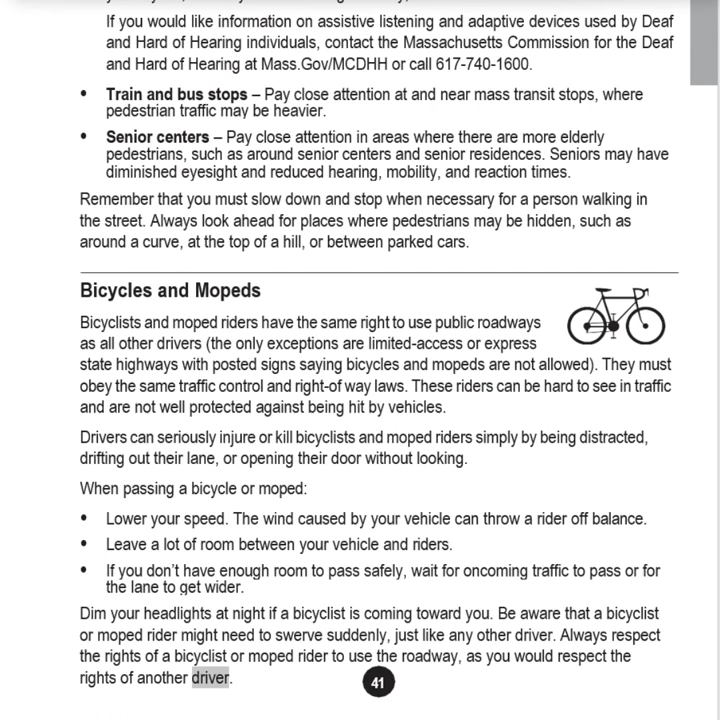 If you would like information on assistive listening and adaptive devices used by Deaf
and Hard of Hearing individuals, contact the Massachusetts Commission for the Deaf
and Hard of Hearing at Mass.Gov/MCDHH or call 617-740-1600.
• Train and bus stops – Pay close attention at and near mass transit stops, where
pedestrian traffic may be heavier.
• Senior centers – Pay close attention in areas where there are more elderly
pedestrians, such as around senior centers and senior residences. Seniors may have
diminished eyesight and reduced hearing, mobility, and reaction times.
Remember that you must slow down and stop when necessary for a person walking in
the street. Always look ahead for places where pedestrians may be hidden, such as
around a curve, at the top of a hill, or between parked cars.
Bicycles and Mopeds
Bicyclists and moped riders have the same right to use public roadways
as all other drivers (the only exceptions are limited-access or express
state highways with posted signs saying bicycles and mopeds are not allowed). They must
obey the same traffic control and right-of way laws. These riders can be hard to see in traffic
and are not well protected against being hit by vehicles.
Drivers can seriously injure or kill bicyclists and moped riders simply by being distracted,
drifting out their lane, or opening their door without looking.
When passing a bicycle or moped:
• Lower your speed. The wind caused by your vehicle can throw a rider off balance.
• Leave a lot of room between your vehicle and riders.
• If you don't have enough room to pass safely, wait for oncoming traffic to pass or for
the lane to get wider.
Dim your headlights at night if a bicyclist is coming toward you. Be aware that a bicyclist
or moped rider might need to swerve suddenly, just like any other driver. Always respect
the rights of a bicyclist or moped rider to use the roadway, as you would respect the
rights of another driver.
41